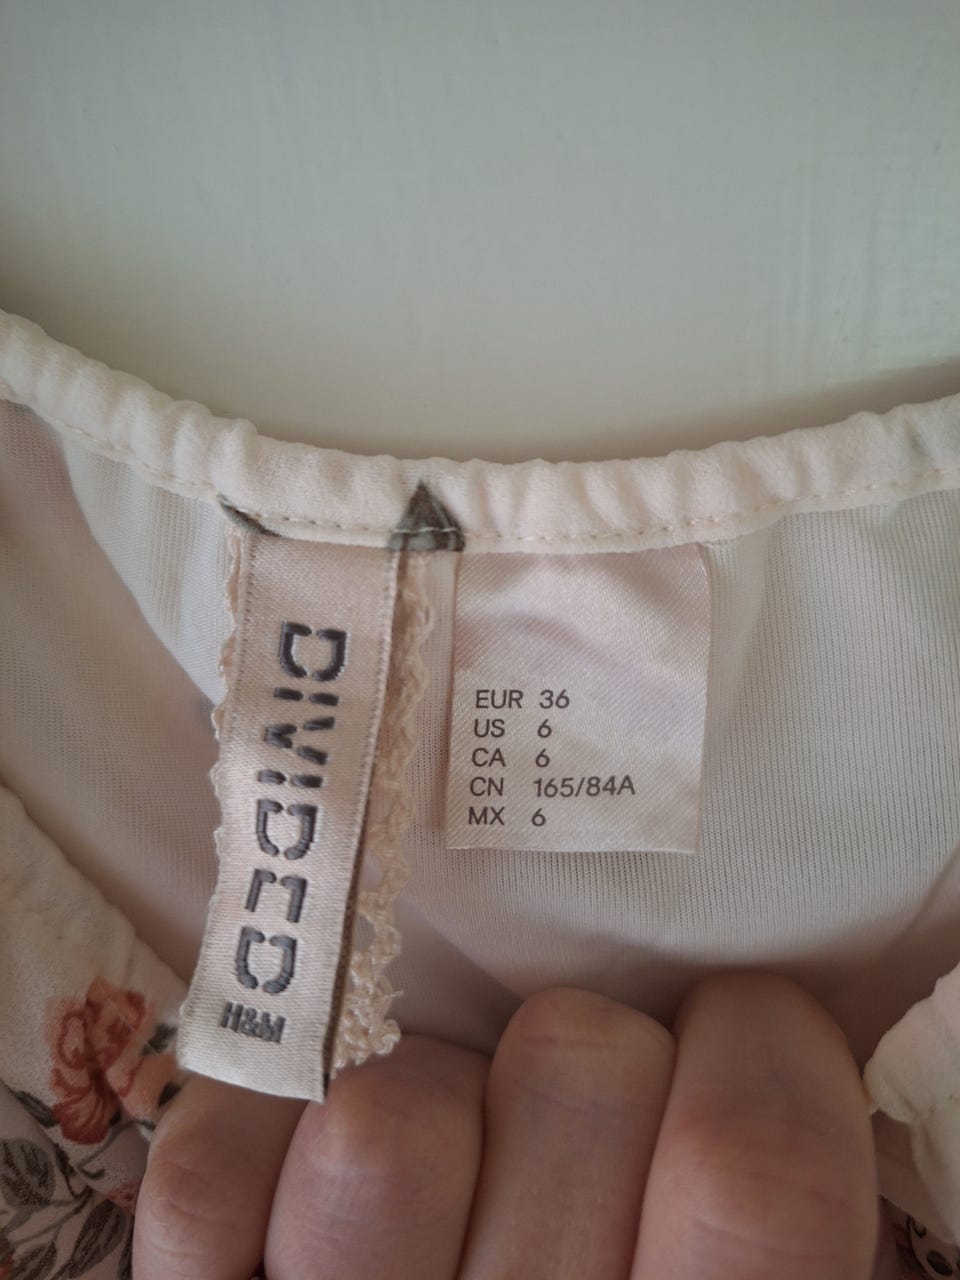 DIVIDED
H&M
EUR 36
US 6
CA 6
CN 165/84A
MX 6